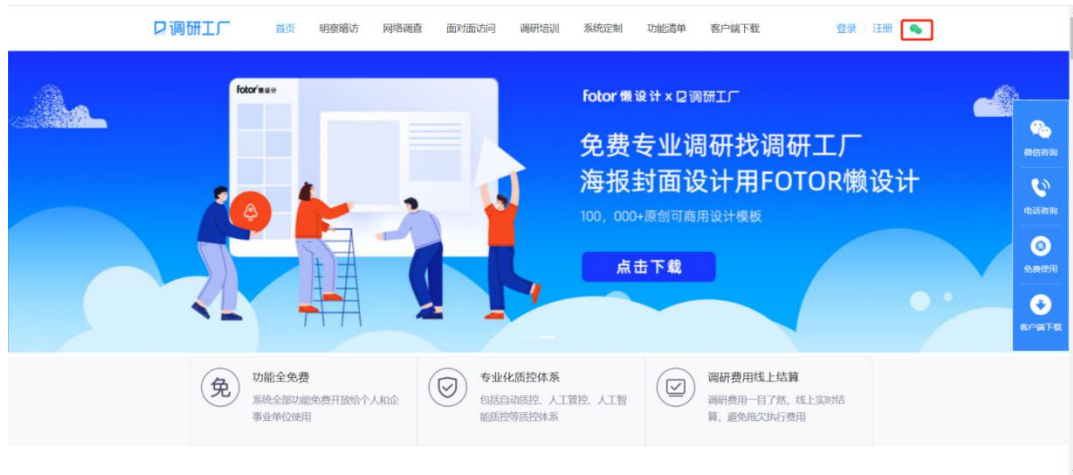 调研工厂
首页 明察暗访 网络调查 面对面访问 调研培训 系统定制 功能清单 客户端下载 登录 注册
fotor 懒设计
fotor 懒设计 x 调研工厂
免费专业调研找调研工厂
海报封面设计用FOTOR懒设计
100，000+原创可商用设计模板
点击下载
微信咨询
电话咨询
免费使用
客户端下载
免
功能全免费
系统全部功能免费开放给个人和企
事业单位使用
专业化质控体系
包括自动质控、人工管控、人工智
能质控等质控体系
调研费用线上结算
调研费用一目了然，线上实时结
算，避免拖欠执行费用